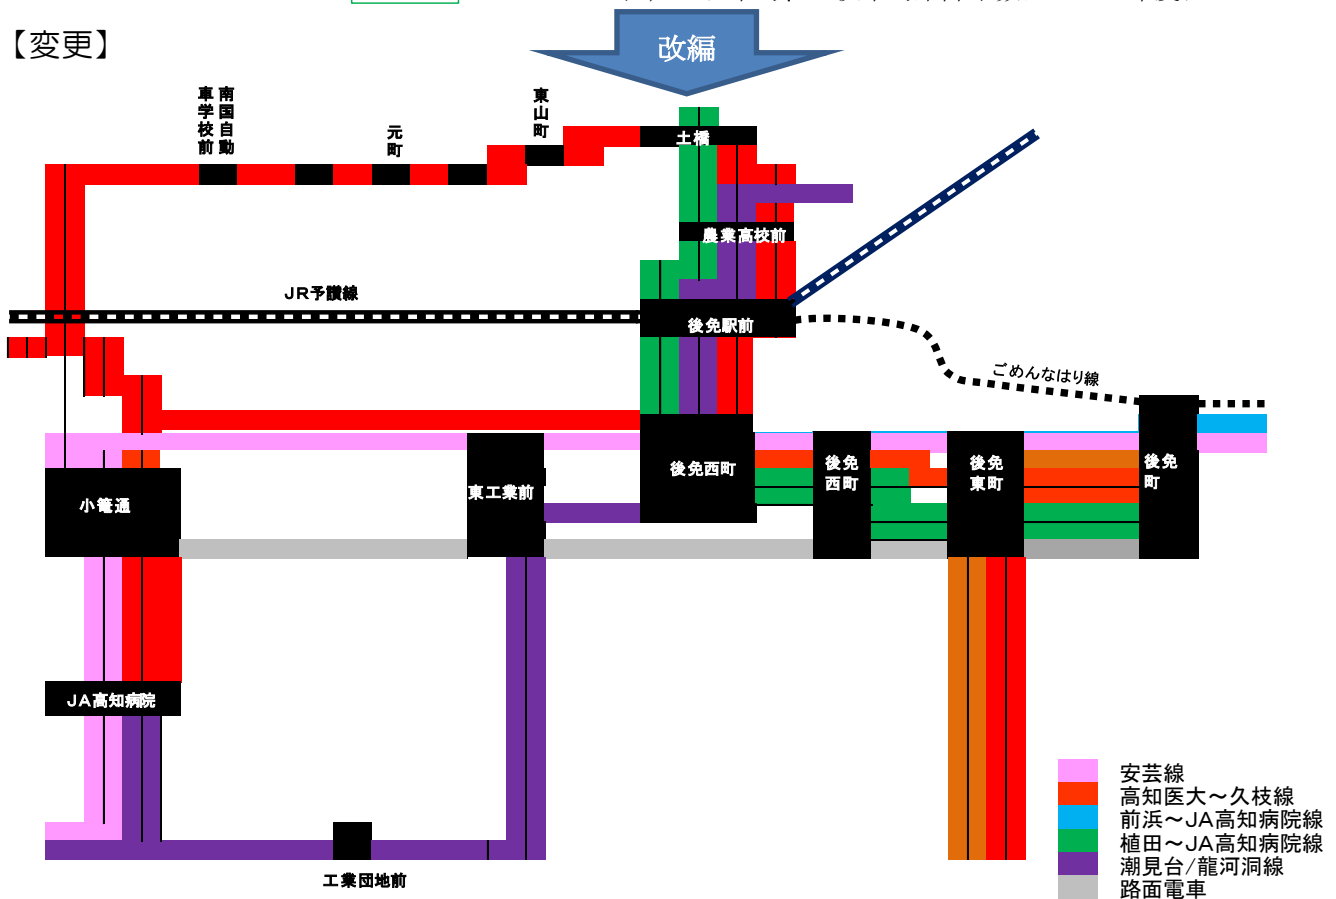 【変更】
改編
南国自動
車学校前
元町
東山町
土橋
農業高校前
JR予讃線
後免駅前
ごめんなはり線
小篭通
東工業前
後免西町
後免
西町
後免
東町
後免
町
JA高知病院
工業団地前
安芸線
高知医大～久枝線
前浜～JA高知病院線
植田～JA高知病院線
潮見台/龍河洞線
路面電車